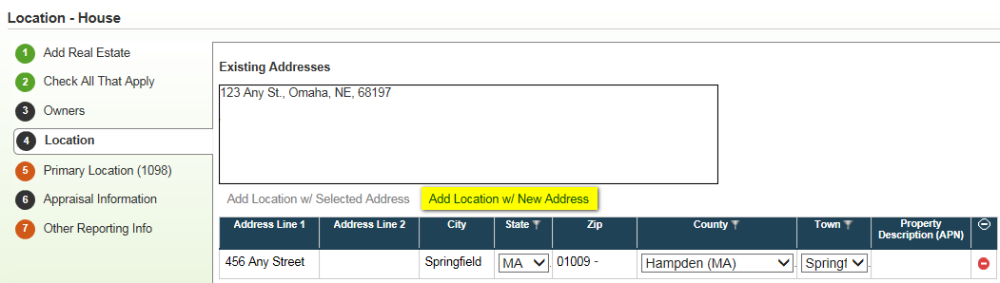 Location - House
1 Add Real Estate
2 Check All That Apply
3 Owners
4 Location
5 Primary Location (1098)
6 Appraisal Information
7 Other Reporting Info
Existing Addresses
123 Any St., Omaha, NE, 68197
Add Location w/ Selected Address Add Location w/ New Address
Address Line 1 Address Line 2 City State Zip County Town Property
Description (APN)
456 Any Street Springfield MA 01009 - Hampden (MA) Springf